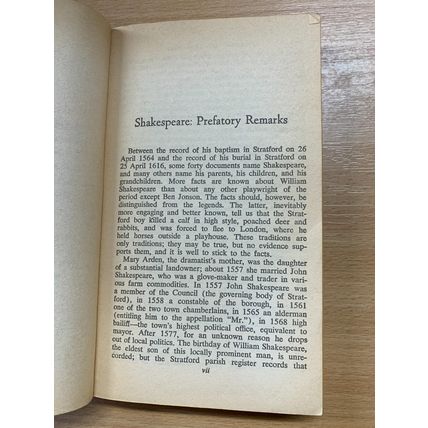 Shakespeare: Prefatory Remarks
Between the record of his baptism in Stratford on 26
April 1564 and the record of his burial in Stratford on
25 April 1616, some forty documents name Shakespeare,
and many others name his parents, his children, and his
grandchildren. More facts are known about William
Shakespeare than about any other playwright of the
period except Ben Jonson. The facts should, however, be
distinguished from the legends. The latter, inevitably
more engaging and better known, tell us that the Strat-
ford boy killed a calf in high style, poached deer and
rabbits, and was forced to flee to London, where he
held horses outside a playhouse. These traditions are
only traditions; they may be true, but no evidence sup-
ports them, and it is well to stick to the facts.
Mary Arden, the dramatist's mother, was the daughter
of a substantial landowner; about 1557 she married John
Shakespeare, who was a glove-maker and trader in vari-
ous farm commodities. In 1557 John Shakespeare was
a member of the Council (the governing body of Strat-
ford), in 1558 a constable of the borough, in 1561
one of the two town chamberlains, in 1565 an alderman
(entitling him to the appellation "Mr."), in 1568 high
bailiff—the town's highest political office, equivalent to
mayor. After 1577, for an unknown reason he drops
out of local politics. The birthday of William Shakespeare,
the eldest son of this locally prominent man, is unre-
corded; but the Stratford parish register records that
vii